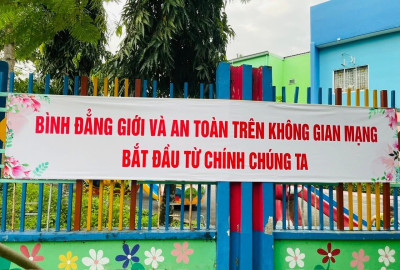 BÌNH ĐẲNG GIỚI VÀ AN TOÀN TRÊN KHÔNG GIAN MẠNG
BẮT ĐẦU TỪ CHÍNH CHÚNG TA